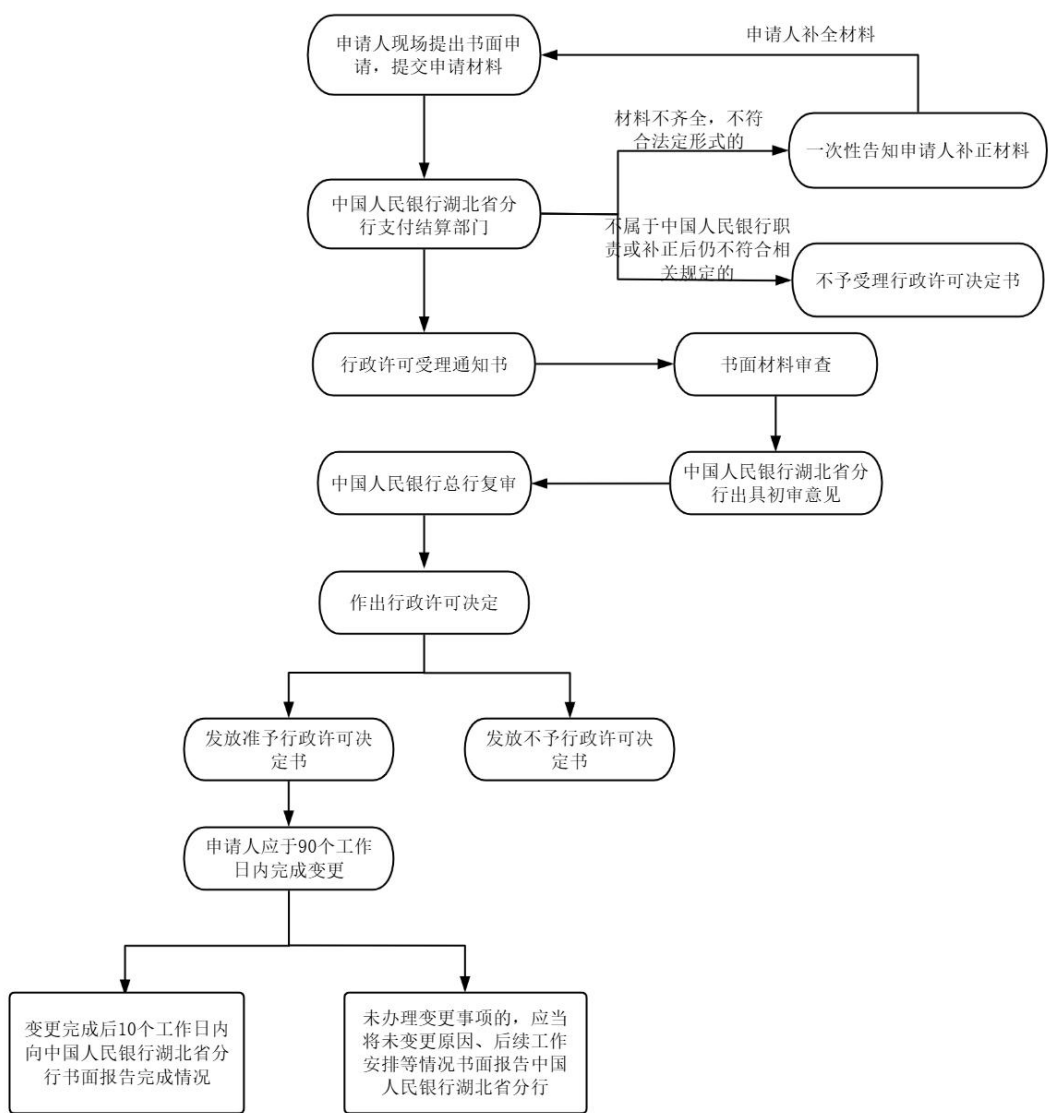 申请人现场提出书面申
请，提交申请材料
申请人补全材料
材料不齐全，不符
合法定形式的
一次性告知申请人补正材料
中国人民银行湖北省分
行支付结算部门
不属于中国人民银行职
责或补正后仍不符合相
关规定的
不予受理行政许可决定书
行政许可受理通知书
书面材料审查
中国人民银行总行复审
中国人民银行湖北省分
行出具初审意见
作出行政许可决定
发放准予行政许可决
定书
发放不予行政许可决
定书
申请人应于90个工作
日内完成变更
变更完成后10个工作日内
向中国人民银行湖北省分
行书面报告完成情况
未办理变更事项的，应当
将未变更原因、后续工作
安排等情况书面报告中国
人民银行湖北省分行